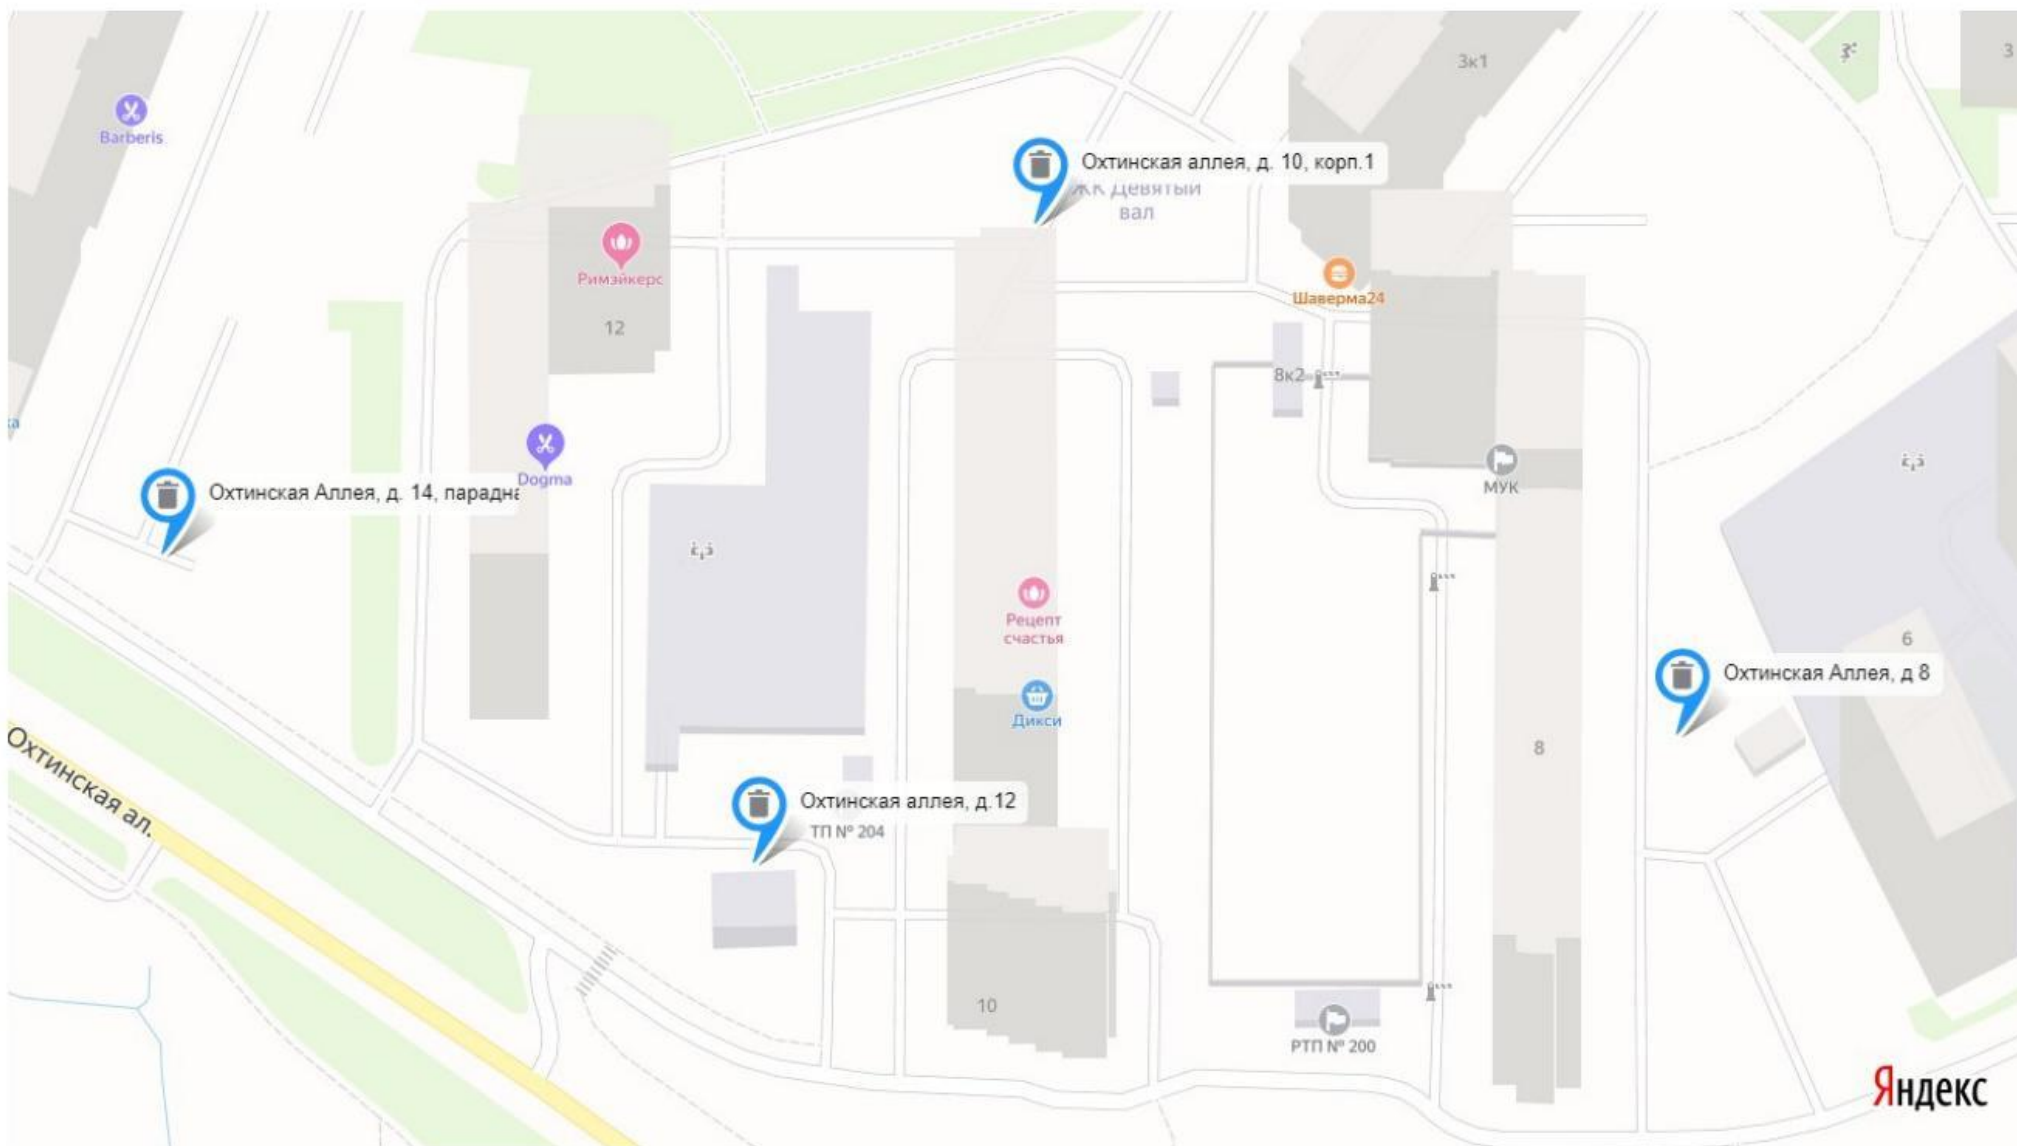 3к1
3
Barberis
Охтинская аллея, д. 10, корп.1
ЖК Девятый
вал
Римэйкерс
Шаверма24
12
8к2
Dogma
МУК
Охтинская Аллея, д. 14, парадна
Рецепт
счастья
6
Охтинская Аллея, д 8
Дикси
8
Охтинская ал.
Охтинская аллея, д.12
ТП № 204
10
РТП № 200
Яндекс